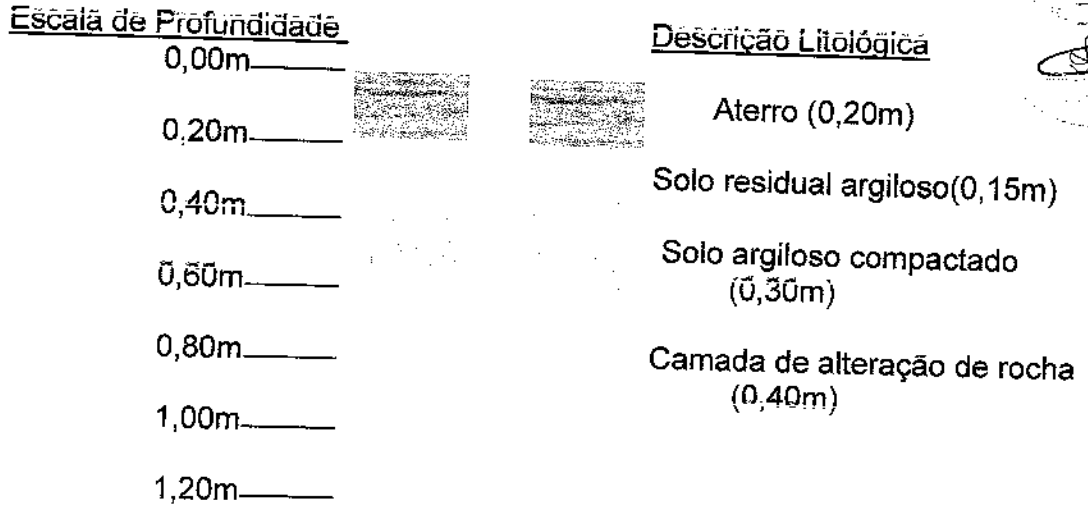 Escala de Profundidade
0,00m
0,20m
0,40m
0,60m
0,80m
1,00m
1,20m
Descrição Litológica
Aterro (0,20m)
Solo residual argiloso(0,15m)
Solo argiloso compactado
(0,30m)
Camada de alteração de rocha
(0,40m)